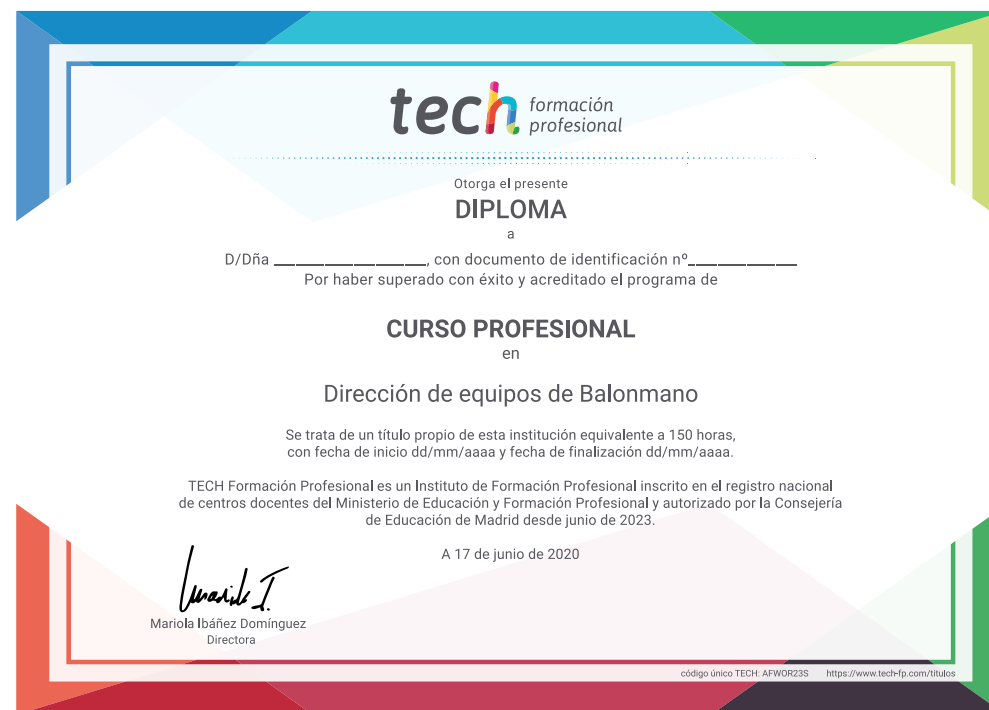 tech formación
profesional
Otorga el presente
DIPLOMA
a
D/Dña ____________________, con documento de identificación nº______________
Por haber superado con éxito y acreditado el programa de
CURSO PROFESIONAL
en
Dirección de equipos de Balonmano
Se trata de un título propio de esta institución equivalente a 150 horas,
con fecha de inicio dd/mm/aaaa y fecha de finalización dd/mm/aaaa.
TECH Formación Profesional es un Instituto de Formación Profesional inscrito en el registro nacional
de centros docentes del Ministerio de Educación y Formación Profesional y autorizado por la Consejería
de Educación de Madrid desde junio de 2023.
A 17 de junio de 2020
Mariola Ibáñez Domínguez
Directora
código único TECH: AFWOR23S https://www.tech-fp.com/titulos